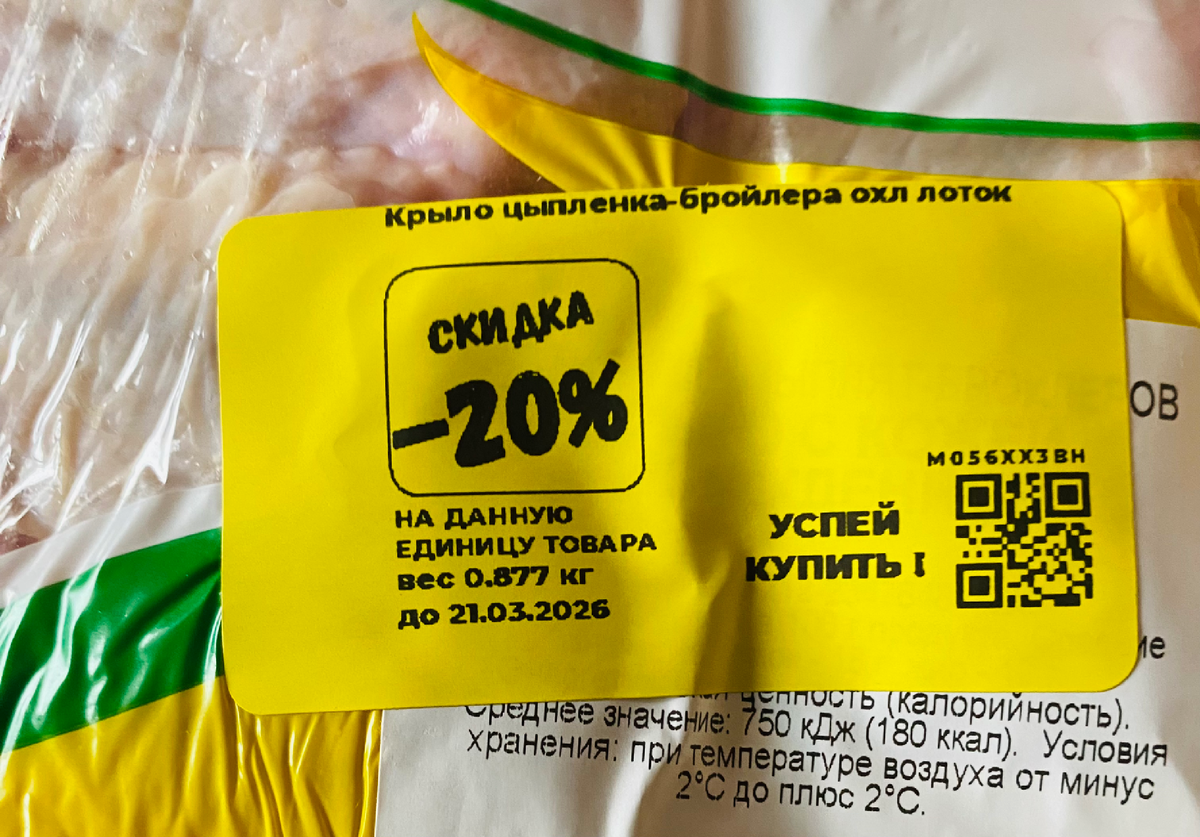 Крыло цыпленка-бройлера охл лоток
СКИДКА
-20%
НА ДАННУЮ
ЕДИНИЦУ ТОВАРА
вес 0.877 кг
до 21.03.2026
УСПЕЙ
КУПИТЬ !
M056XX3BH
ОВ
ие
ценность (калорийность).
Среднее значение: 750 кДж (180 ккал). Условия
хранения: при температуре воздуха от минус
2°С до плюс 2°С.